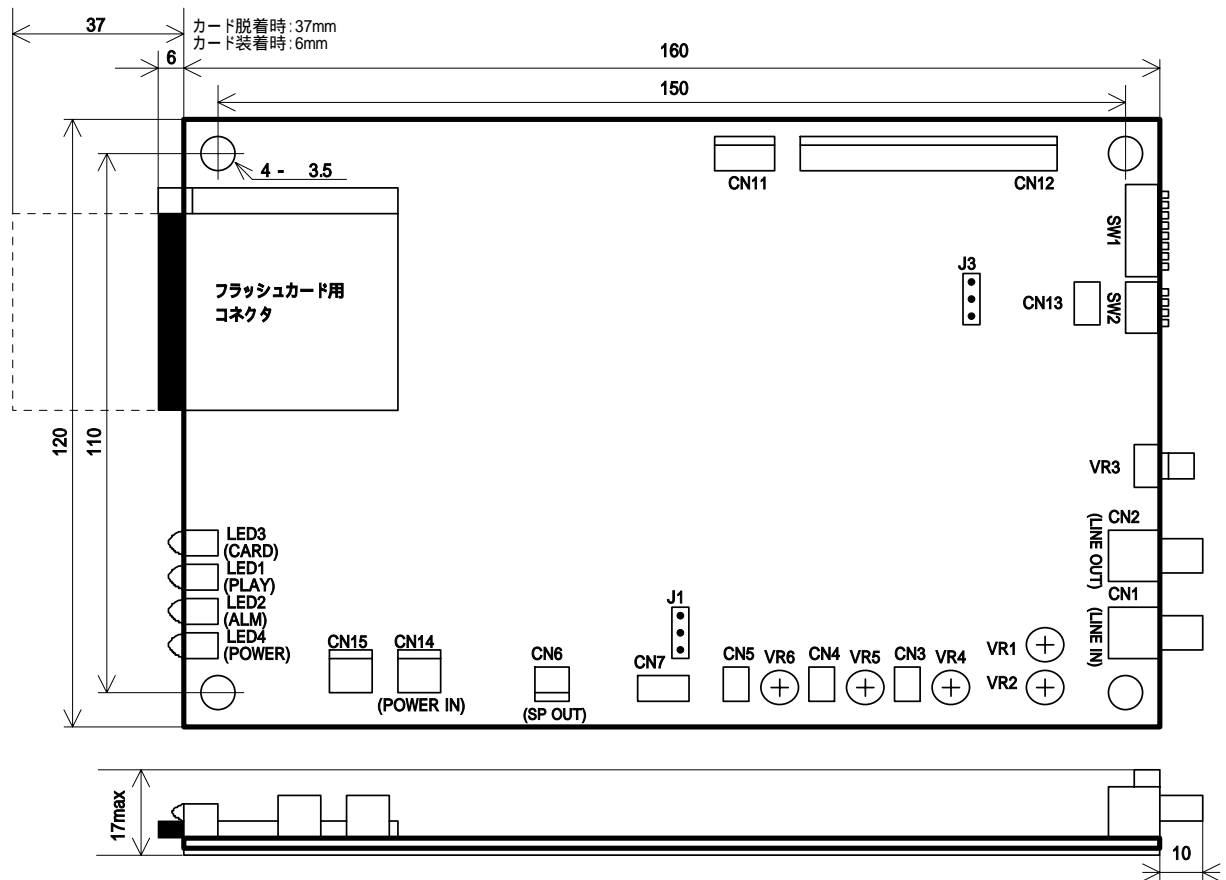 37
カード脱着時:37mm
カード装着時:6mm
6
160
150
4 - 3.5
CN11
CN12
SW1
J3
フラッシュカード用
コネクタ
CN13
SW2
120
110
VR3
CN2
(LINE OUT)
LED3
(CARD)
LED1
(PLAY)
LED2
(ALM)
LED4
(POWER)
CN1
(LINE IN)
J1
CN15
CN14
(POWER IN)
CN6
(SP OUT)
CN7
CN5
VR6
CN4
VR5
CN3
VR4
VR1
VR2
17max
10